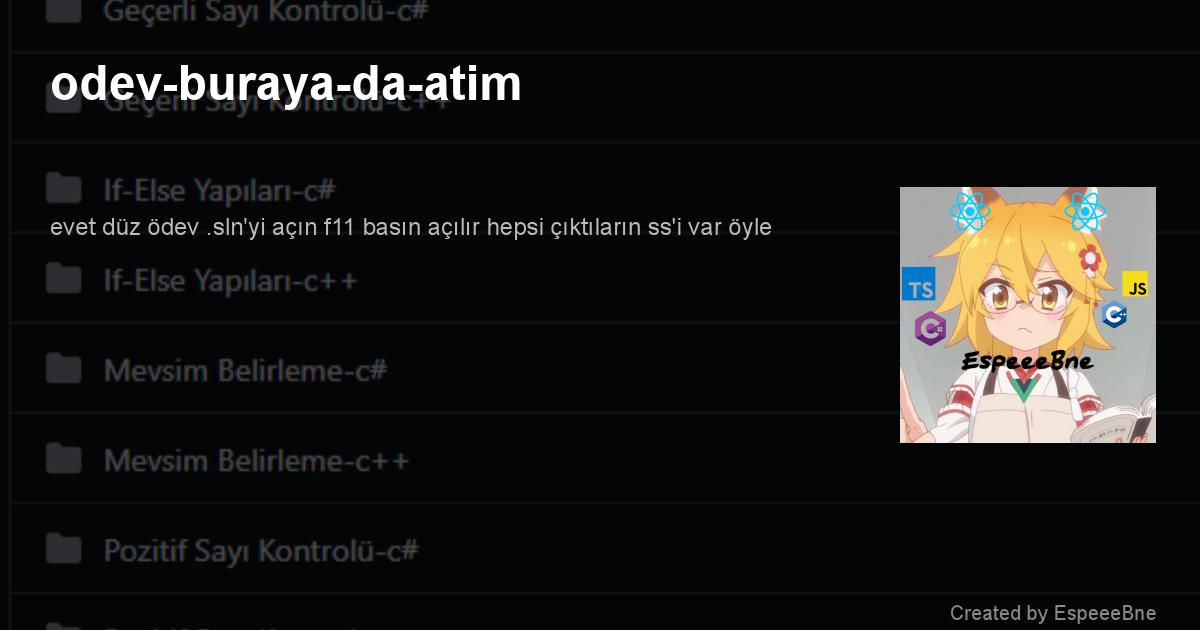 Geçerli Sayı Kontrolü-c#
odev-buraya-da-atim
Geçerli Sayı Kontrolü-c++
If-Else Yapıları-c#
evet düz ödev .sln'yi açın f11 basın açılır hepsi çıktıların ss'i var öyle
If-Else Yapıları-c++
TS
JS
C#
C++
EspeeeBne
Mevsim Belirleme-c#
Mevsim Belirleme-c++
Pozitif Sayı Kontrolü-c#
Created by EspeeeBne